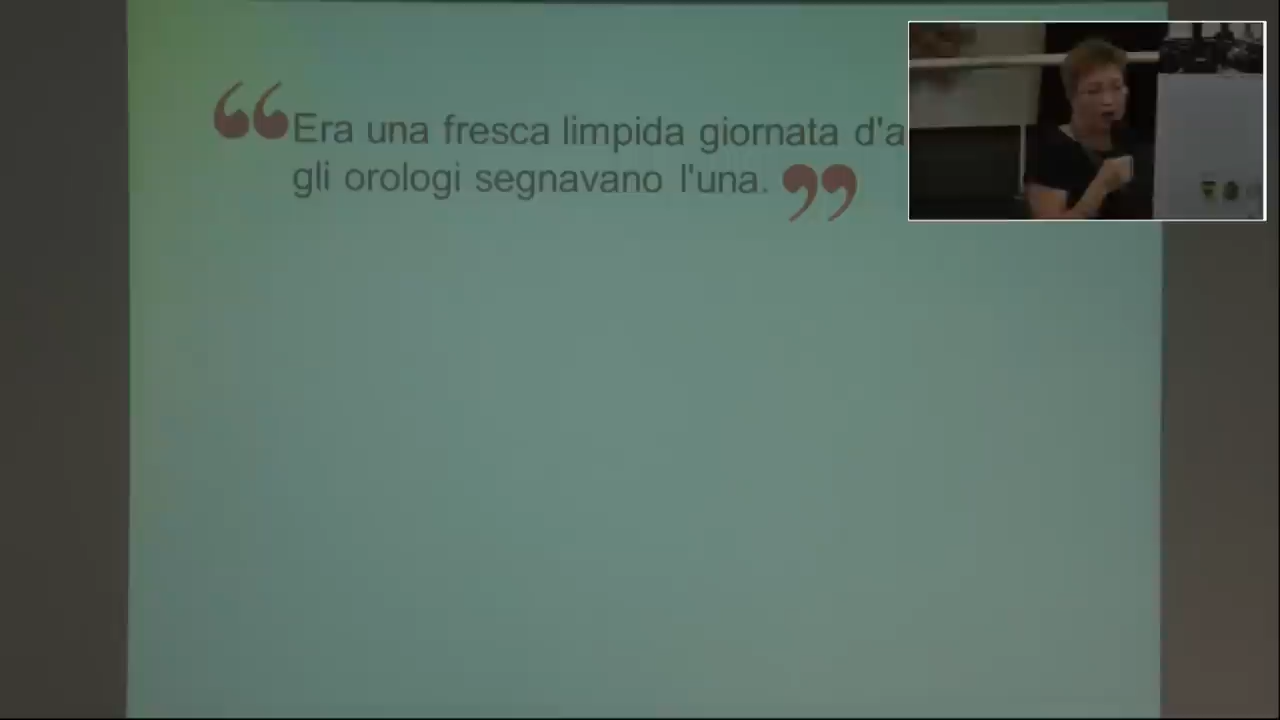 “Era una fresca limpida giornata d'a
gli orologi segnavano l'una.”